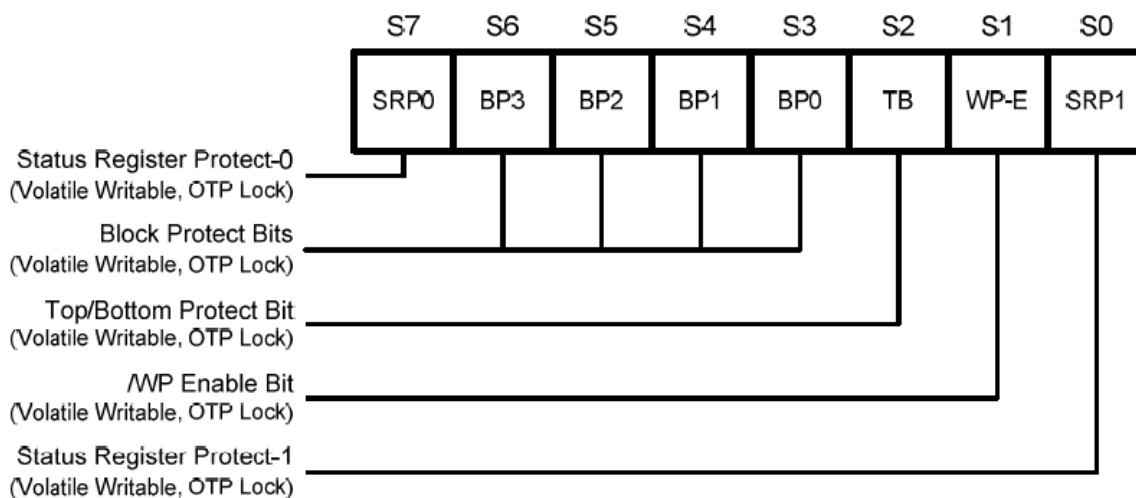 S7 S6 S5 S4 S3 S2 S1 S0
SRP0 BP3 BP2 BP1 BP0 TB WP-E SRP1
Status Register Protect-0
(Volatile Writable, OTP Lock)
Block Protect Bits
(Volatile Writable, OTP Lock)
Top/Bottom Protect Bit
(Volatile Writable, OTP Lock)
/WP Enable Bit
(Volatile Writable, OTP Lock)
Status Register Protect-1
(Volatile Writable, OTP Lock)